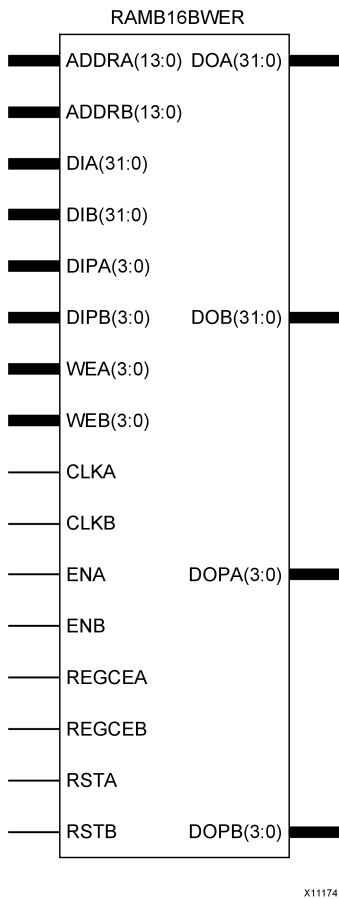 RAMB16BWER
ADDRA(13:0) DOA(31:0)
ADDRB(13:0)
DIA(31:0)
DIB(31:0)
DIPA(3:0)
DIPB(3:0) DOB(31:0)
WEA(3:0)
WEB(3:0)
CLKA
CLKB
ENA DOPA(3:0)
ENB
REGCEA
REGCEB
RSTA
RSTB DOPB(3:0)
X11174